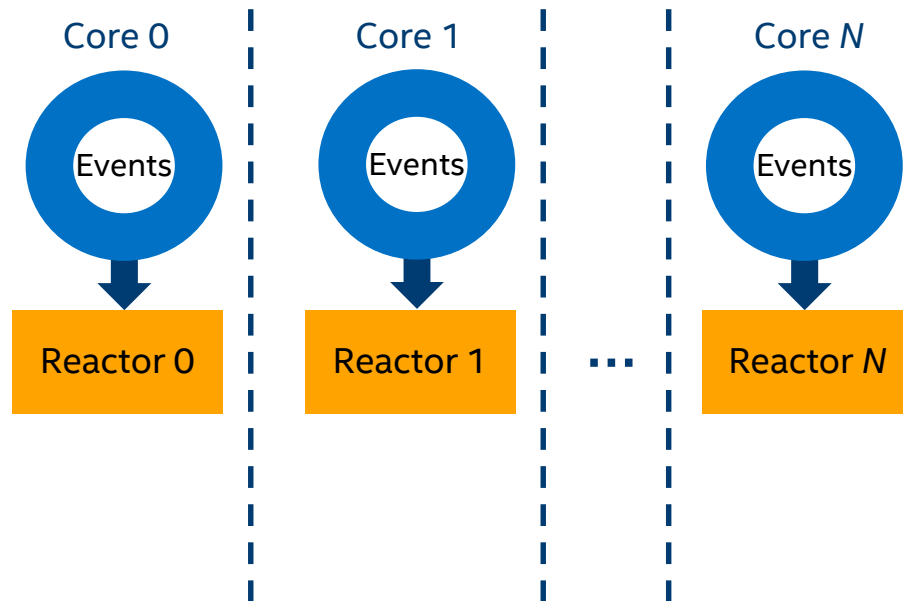 Core 0
Core 1
Core N
Events
Events
Events
Reactor 0
Reactor 1
...
Reactor N